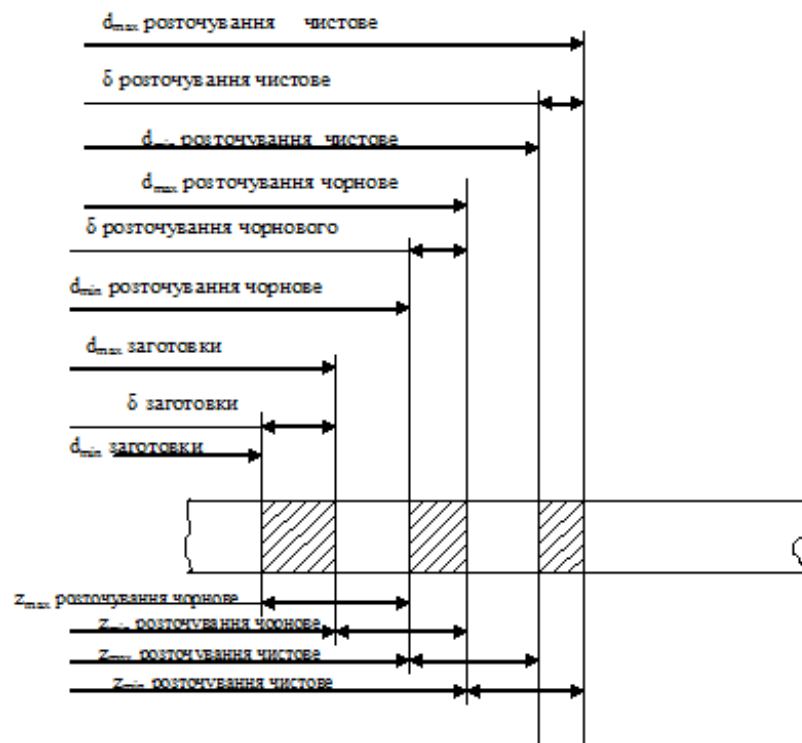 dmax розточування чистове
δ розточування чистове
dmin розточування чистове
dmax розточування чорнове
δ розточування чорнового
dmin розточування чорнове
dmax заготовки
δ заготовки
dmin заготовки
zmax розточування чорнове
zmin розточування чорнове
zmax розточування чистове
zmin розточування чистове